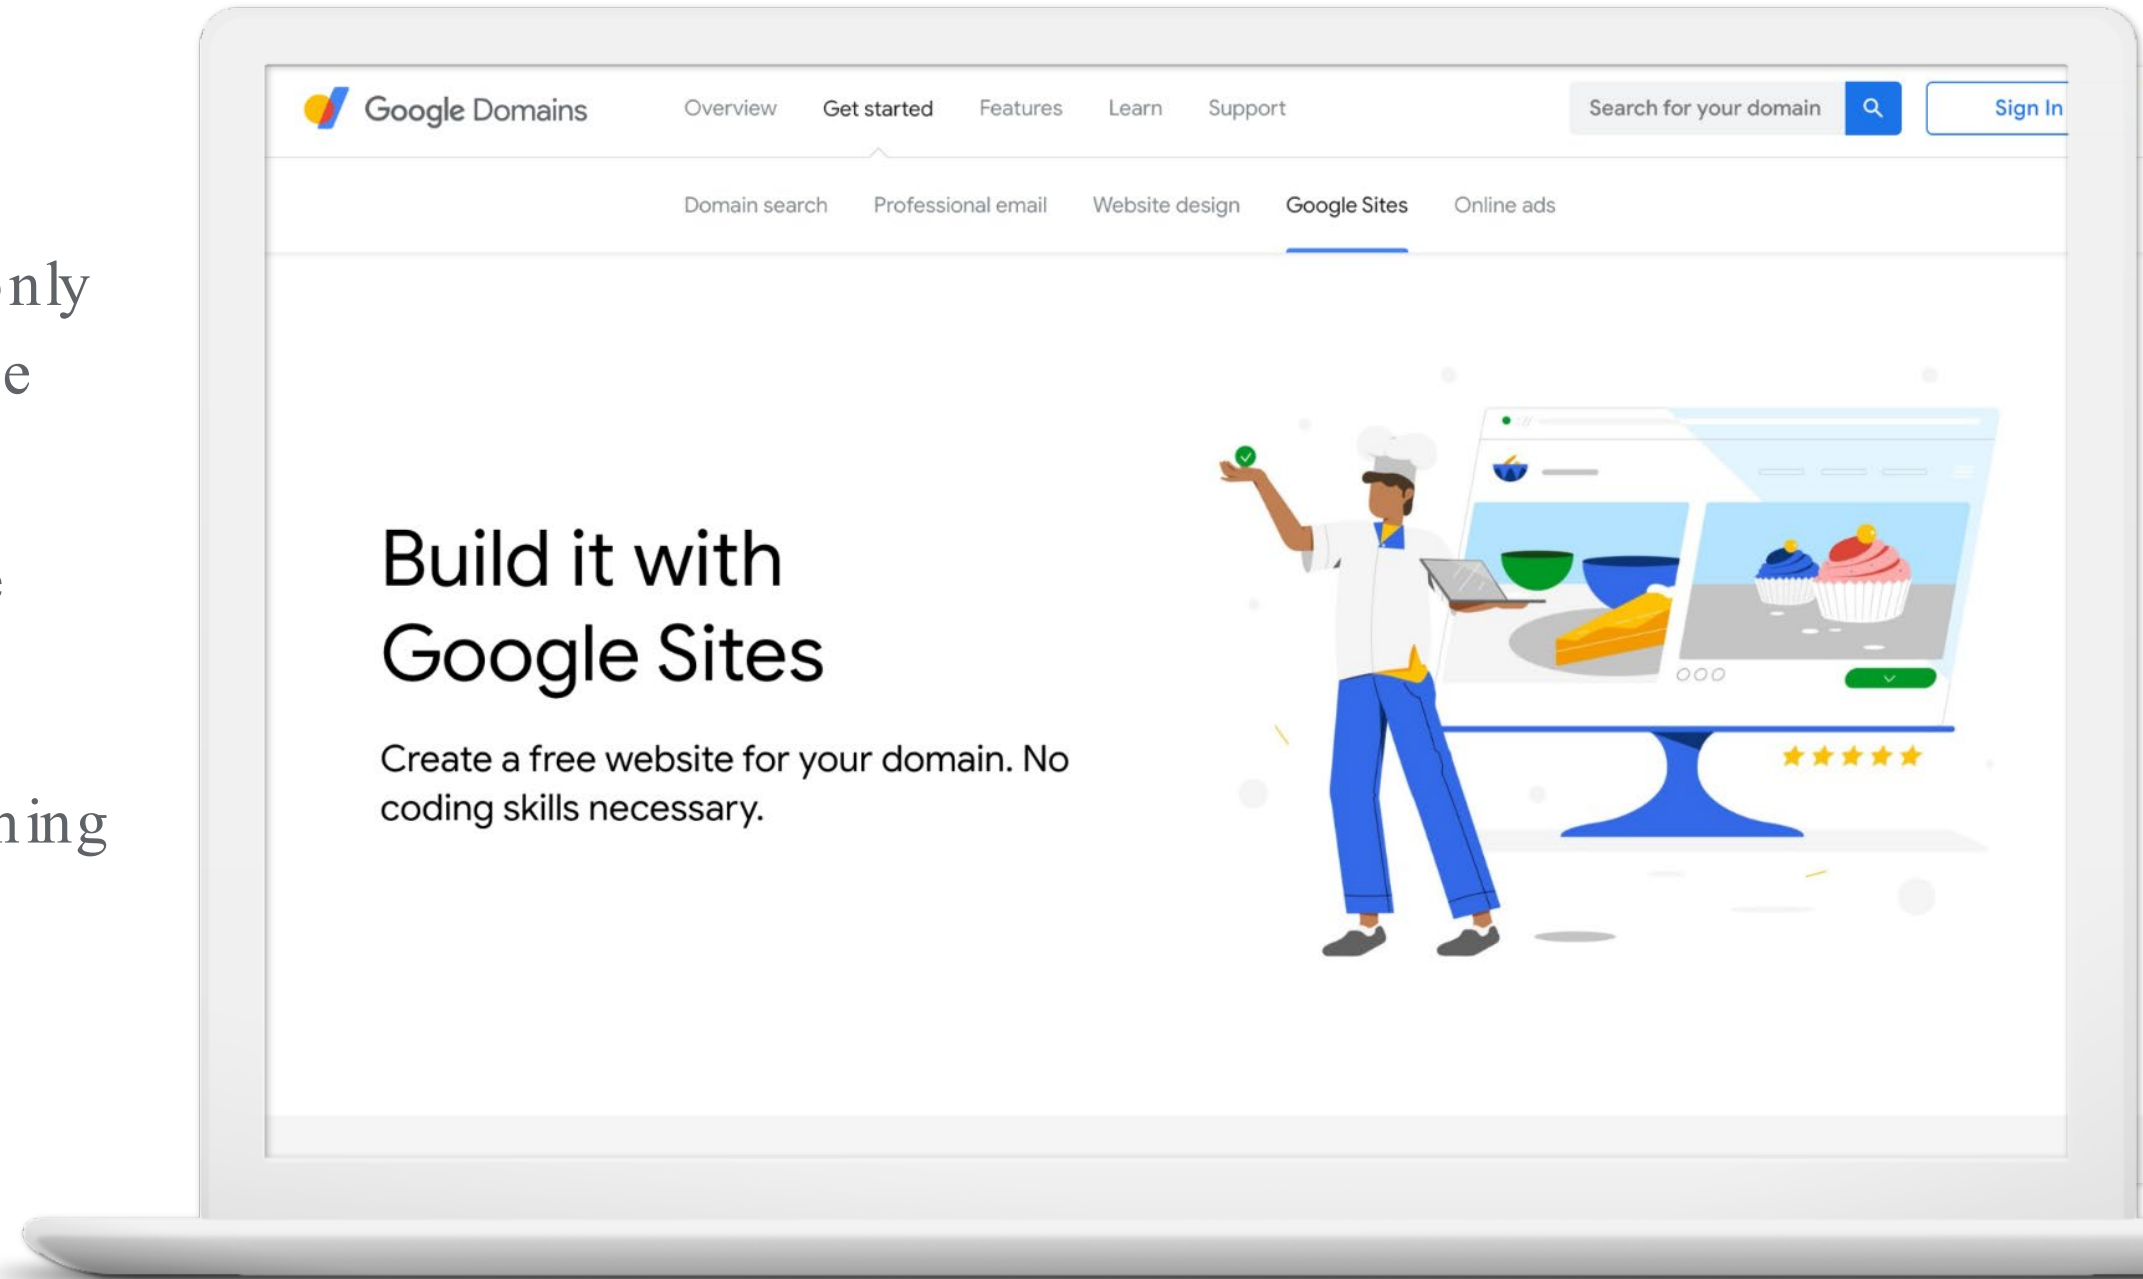 Google Domains
Overview Get started Features Learn Support
Search for your domain
Sign In
Domain search Professional email Website design Google Sites Online ads
Build it with
Google Sites
Create a free website for your domain. No
coding skills necessary.